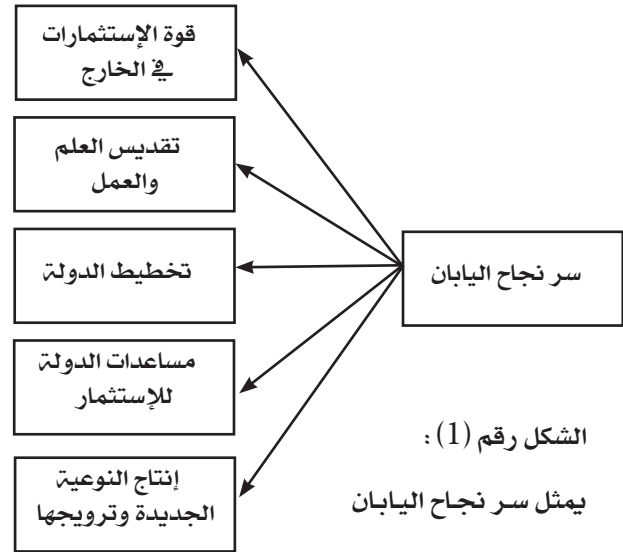 قوة الإستثمارات
في الخارج
تقديس العلم
والعمل
تخطيط الدولة
سر نجاح اليابان
مساعدات الدولة
للإستثمار
إنتاج النوعية
الجديدة وترويجها
الشكل رقم (1) :
يمثل سر نجاح اليابان